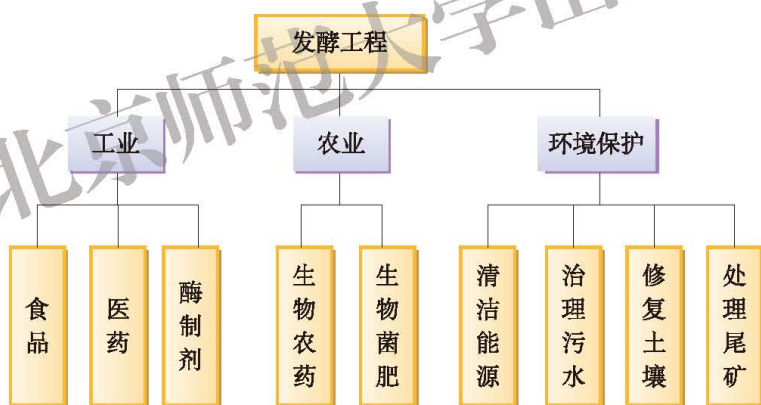 发酵工程
工业
农业
环境保护
食品
医药
酶制剂
生物农药
生物菌肥
清洁能源
治理污水
修复土壤
处理尾矿
北京师范大学出